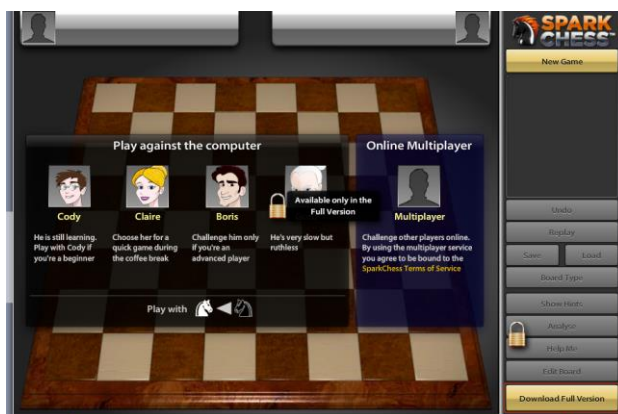 SPARK
CHESS™
New Game
Play against the computer
Online Multiplayer
Available only in the
Full Version
Cody
Claire
Boris
Multiplayer
He is still learning.
Play with Cody if
you're a beginner
Choose her for a
quick game during
the coffee break
Challenge him only
if you're an
advanced player
He's very slow but
ruthless
Challenge other players online.
By using the multiplayer service
you agree to be bound to the
SparkChess Terms of Service
Play with
Undo
Replay
Save
Load
Board Type
Show Hints
Analyse
Help Me
Edit Board
Download Full Version